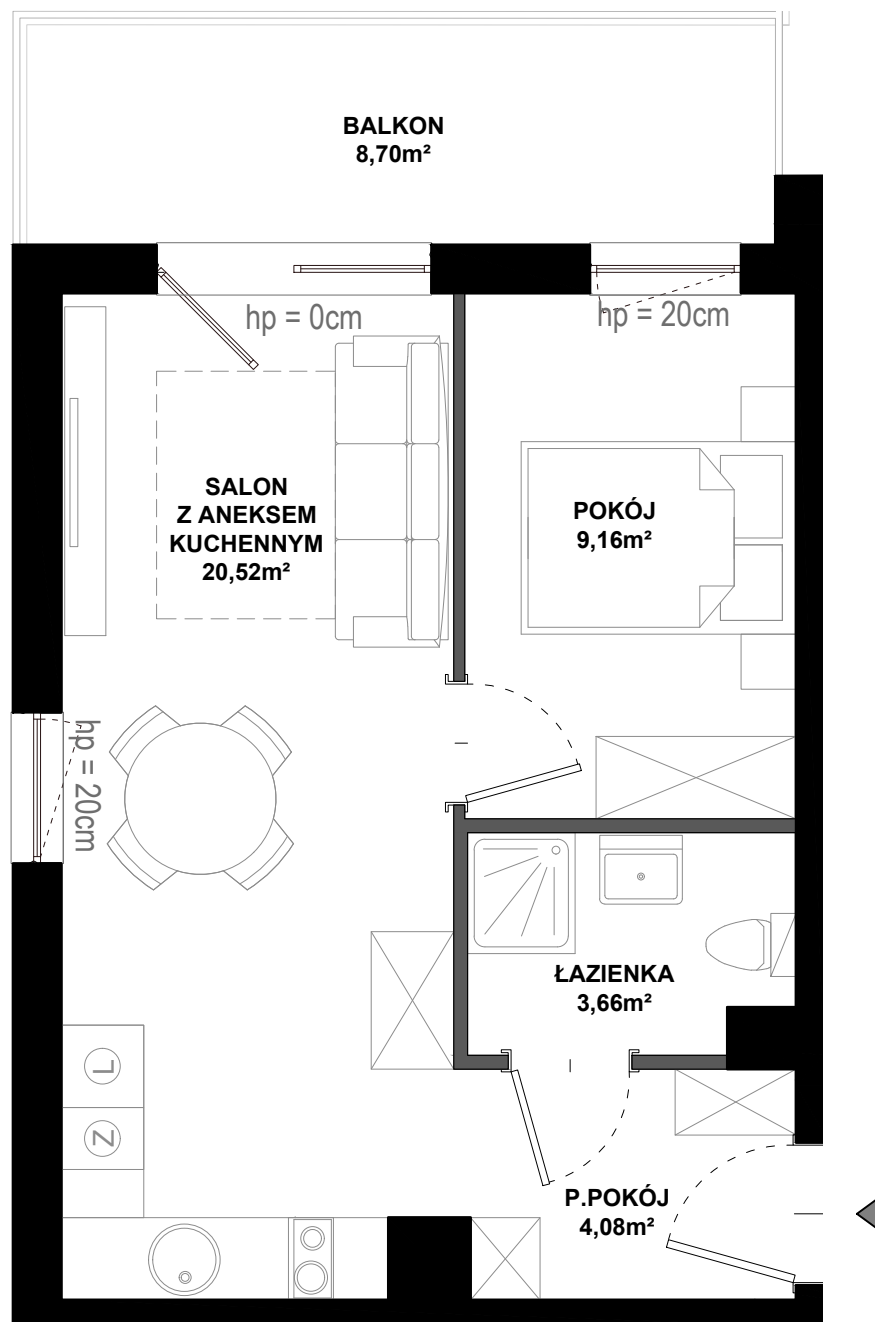 BALKON
8,70m²
hp = 0cm
hp = 20cm
SALON
Z ANEKSEM
KUCHENNYM
20,52m²
POKÓJ
9,16m²
hp = 20cm
ŁAZIENKA
3,66m²
L
Z
P.POKÓJ
4,08m²